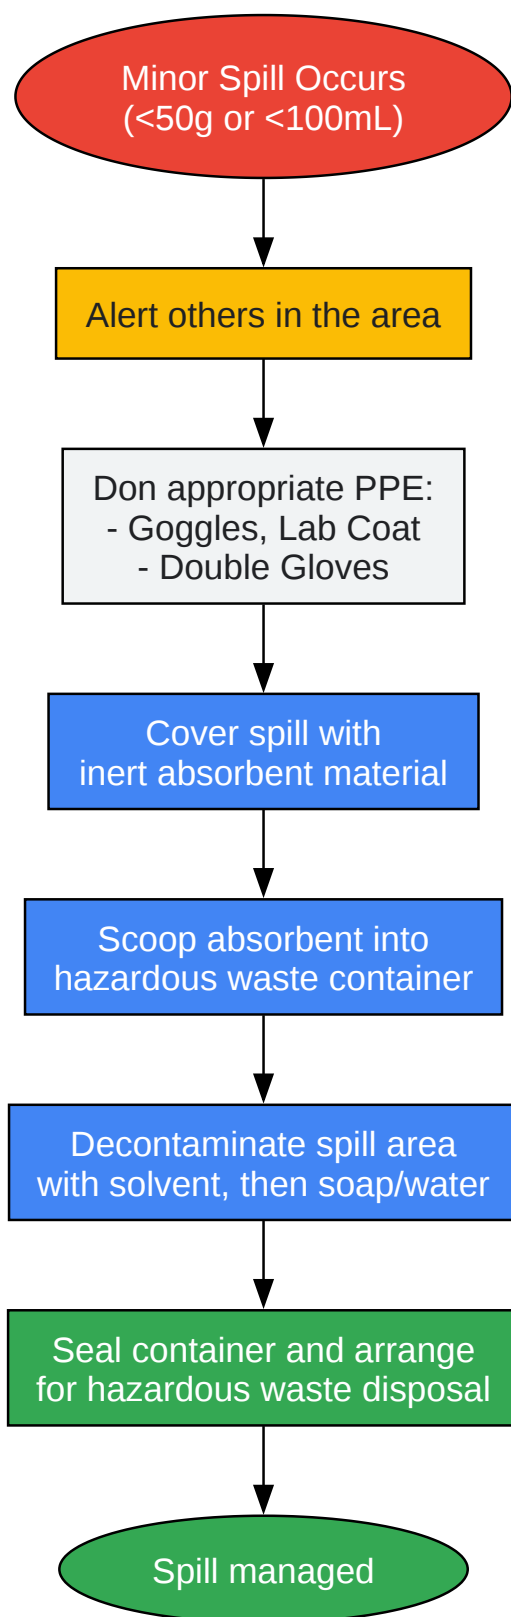 Minor Spill Occurs
(<50g or <100mL)
Alert others in the area
Don appropriate PPE:
- Goggles, Lab Coat
- Double Gloves
Cover spill with
inert absorbent material
Scoop absorbent into
hazardous waste container
Decontaminate spill area
with solvent, then soap/water
Seal container and arrange
for hazardous waste disposal
Spill managed